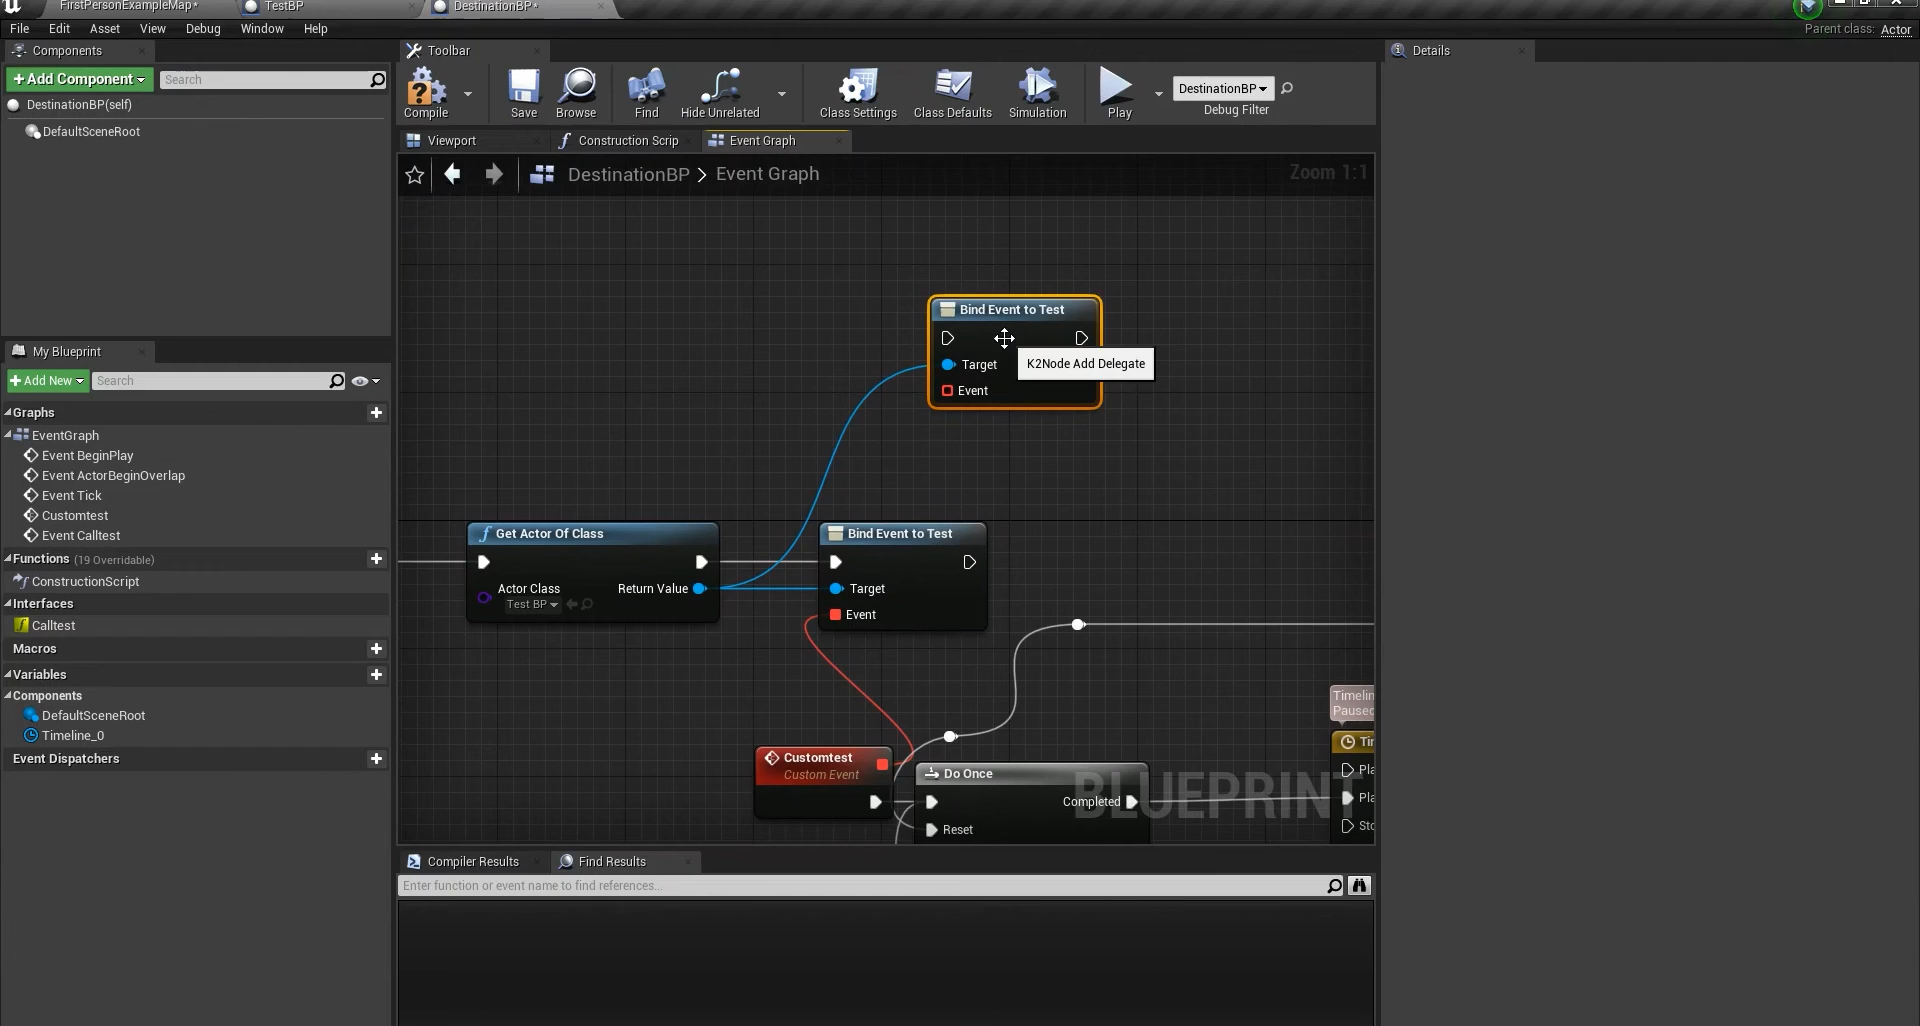 FirstPersonExampleMap*
TestBP
DestinationBP*
File Edit Asset View Debug Window Help
Parent class: Actor
Components
+Add Component
Search
DestinationBP(self)
DefaultSceneRoot
Toolbar
Compile
Save
Browse
Find
Hide Unrelated
Class Settings
Class Defaults
Simulation
Play
DestinationBP
Debug Filter
Details
Viewport
Construction Scrip
Event Graph
DestinationBP > Event Graph
Zoom 1:1
My Blueprint
+Add New
Search
Graphs
EventGraph
Event BeginPlay
Event ActorBeginOverlap
Event Tick
Customtest
Event Calltest
Functions (19 Overridable)
ConstructionScript
Interfaces
Calltest
Macros
Variables
Components
DefaultSceneRoot
Timeline_0
Event Dispatchers
Bind Event to Test
Target
Event
K2Node Add Delegate
Get Actor Of Class
Actor Class
Test BP
Return Value
Bind Event to Test
Target
Event
Customtest
Custom Event
Do Once
Completed
Reset
Timelin
Paused
Tir
Pla
Pla
Sto
BLUEPRINT
Compiler Results
Find Results
Enter function or event name to find references...